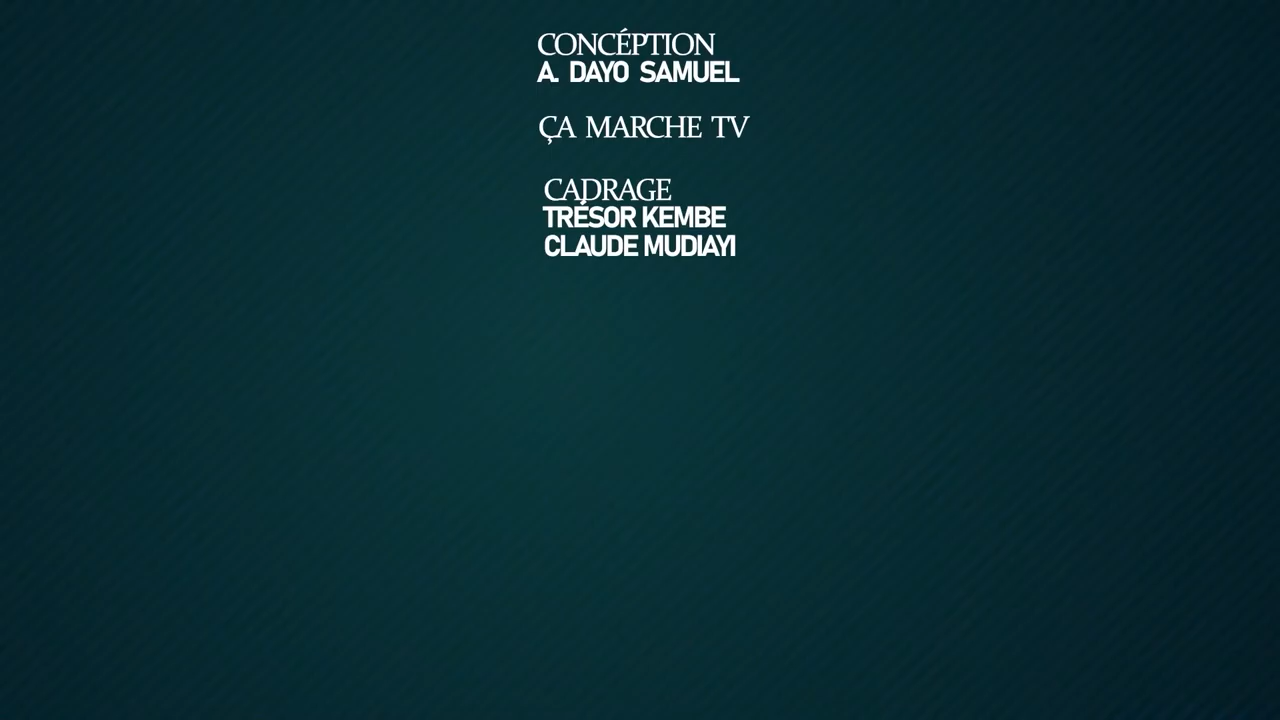 CONCÉPTION
A. DAYO SAMUEL
ÇA MARCHE TV
CADRAGE
TRÉSOR KEMBE
CLAUDE MUDIAYI